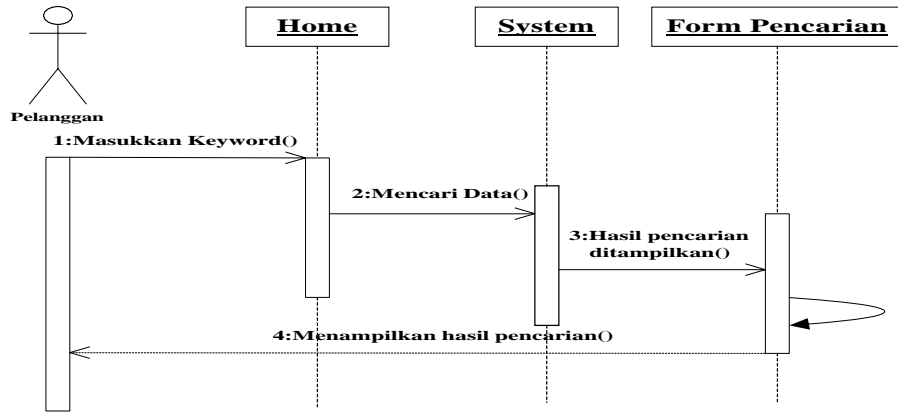 Home
System
Form Pencarian
Pelanggan
1:Masukkan Keyword()
2:Mencari Data()
3:Hasil pencarian
ditampilkan()
4:Menampilkan hasil pencarian()